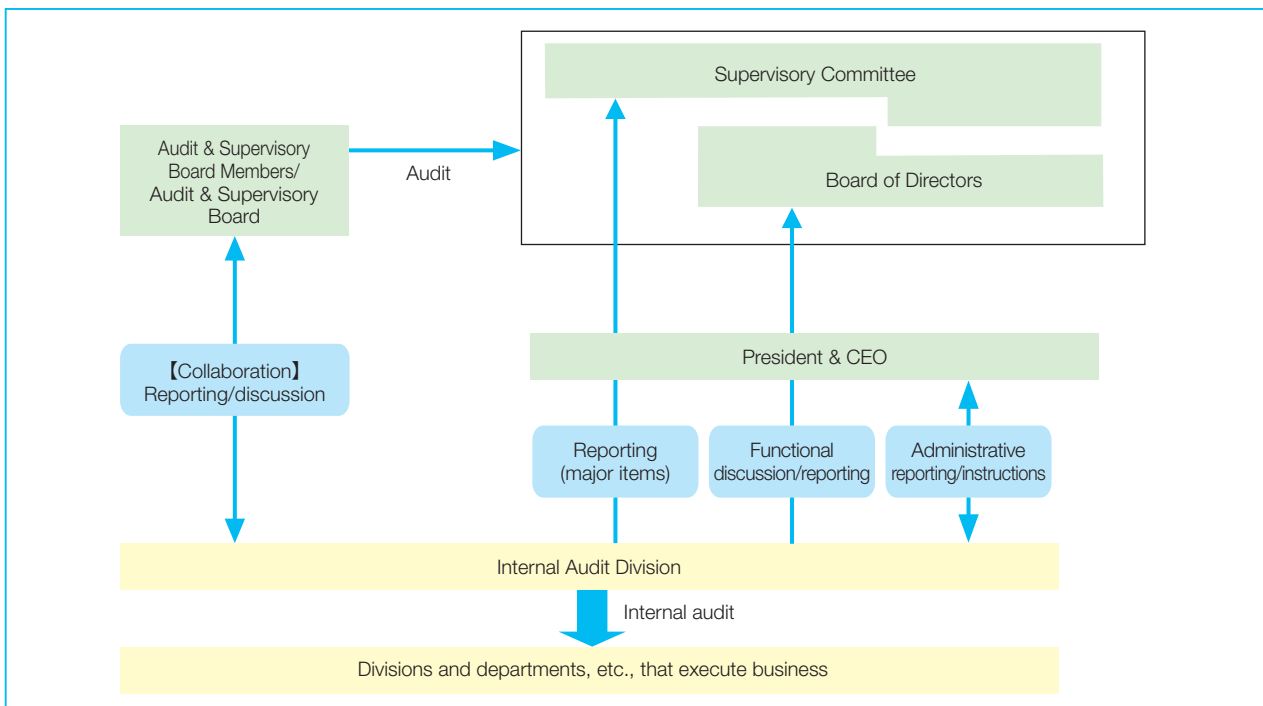 Supervisory Committee
Audit & Supervisory
Board Members/
Audit & Supervisory
Board
Audit
Board of Directors
President & CEO
【Collaboration】
Reporting/discussion
Reporting
(major items)
Functional
discussion/reporting
Administrative
reporting/instructions
Internal Audit Division
Internal audit
Divisions and departments, etc., that execute business